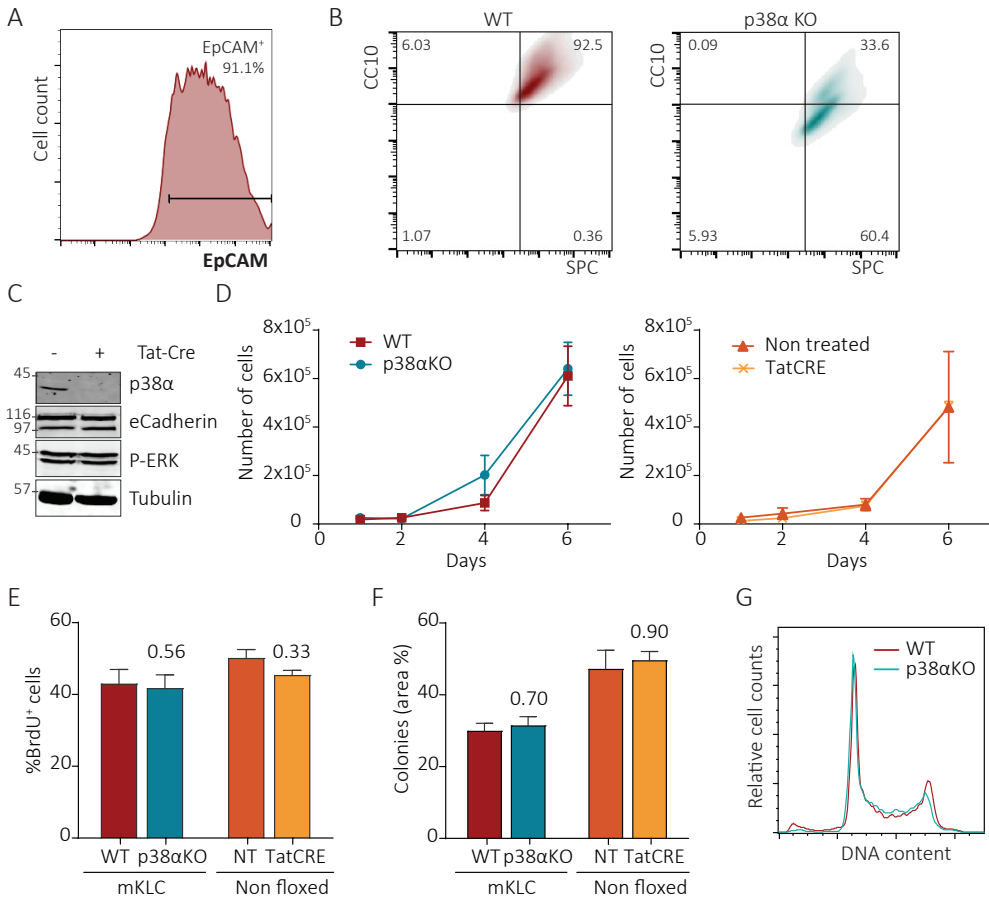 A
EpCAM⁺
91.1%
Cell count
EpCAM
B
WT
6.03
92.5
CC10
1.07
0.36
SPC
p38α KO
0.09
33.6
CC10
5.93
60.4
SPC
C
- + Tat-Cre
45
p38α
116
97
eCadherin
45
P-ERK
57
Tubulin
D
8x10⁵
6x10⁵
4x10⁵
2x10⁵
0
Number of cells
WT
p38αKO
0 2 4 6
Days
8x10⁵
6x10⁵
4x10⁵
2x10⁵
0
Number of cells
Non treated
TatCRE
0 2 4 6
Days
E
60
40
20
0
%BrdU⁺ cells
0.56
0.33
WT p38αKO NT TatCRE
mKLC Non floxed
F
60
40
20
0
Colonies (area %)
0.70
0.90
WT p38αKO NT TatCRE
mKLC Non floxed
G
Relative cell counts
WT
p38αKO
DNA content